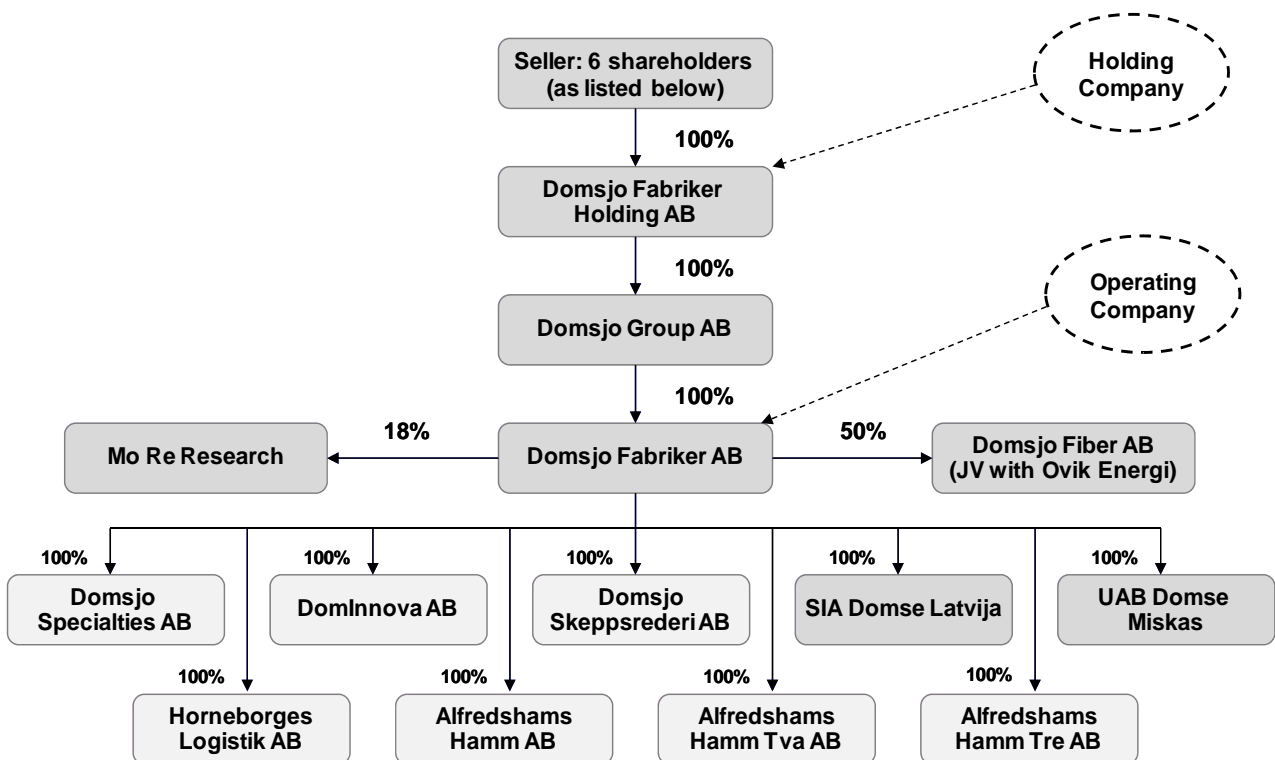 Seller: 6 shareholders
(as listed below)
Holding
Company
100%
Domsjo Fabriker
Holding AB
100%
Operating
Company
Domsjo Group AB
100%
Mo Re Research
18%
Domsjo Fabriker AB
50%
Domsjo Fiber AB
(JV with Ovik Energi)
100%
100%
100%
100%
100%
Domsjo
Specialties AB
DomInnova AB
Domsjo
Skeppsrederi AB
SIA Domse Latvija
UAB Domse
Miskas
100%
100%
100%
100%
Horneborges
Logistik AB
Alfredshams
Hamm AB
Alfredshams
Hamm Tva AB
Alfredshams
Hamm Tre AB